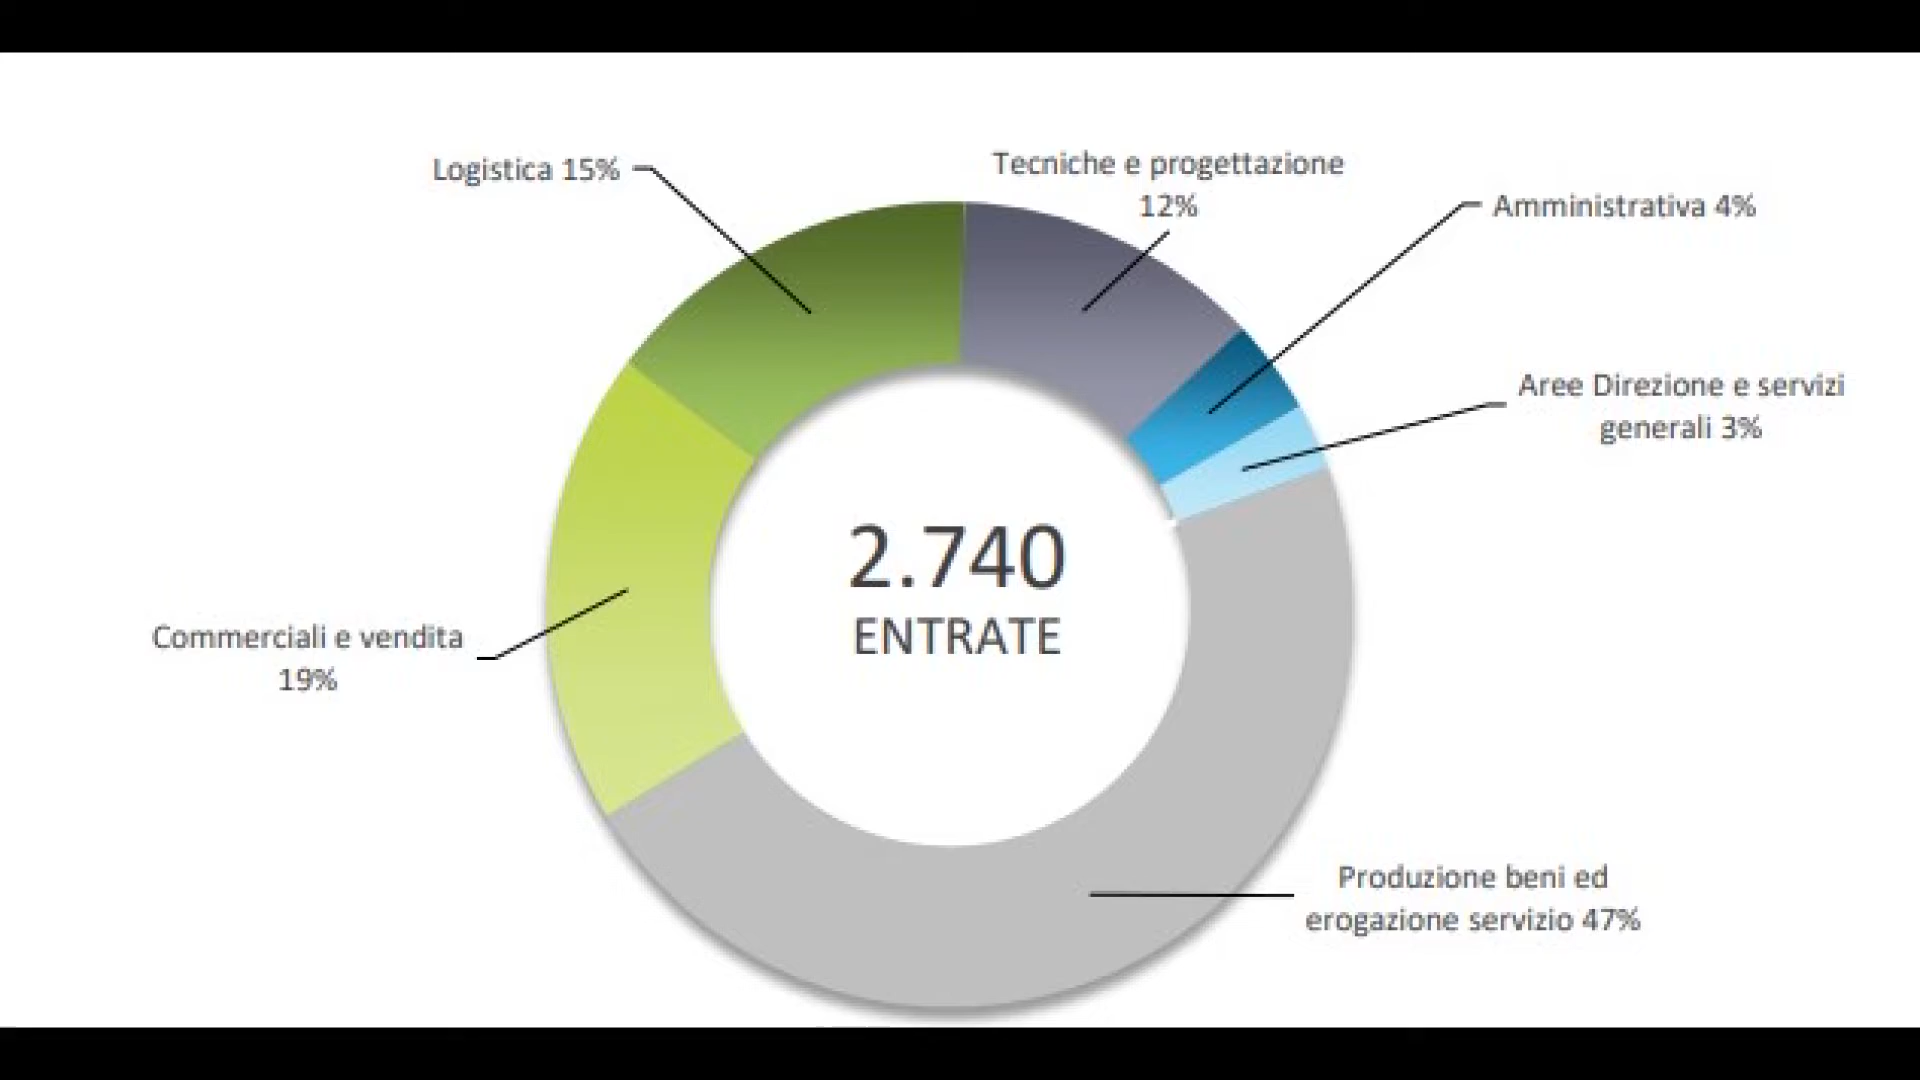 Logistica 15%
Tecniche e progettazione
12%
Amministrativa 4%
Aree Direzione e servizi
generali 3%
2.740
ENTRATE
Commerciali e vendita
19%
Produzione beni ed
erogazione servizio 47%